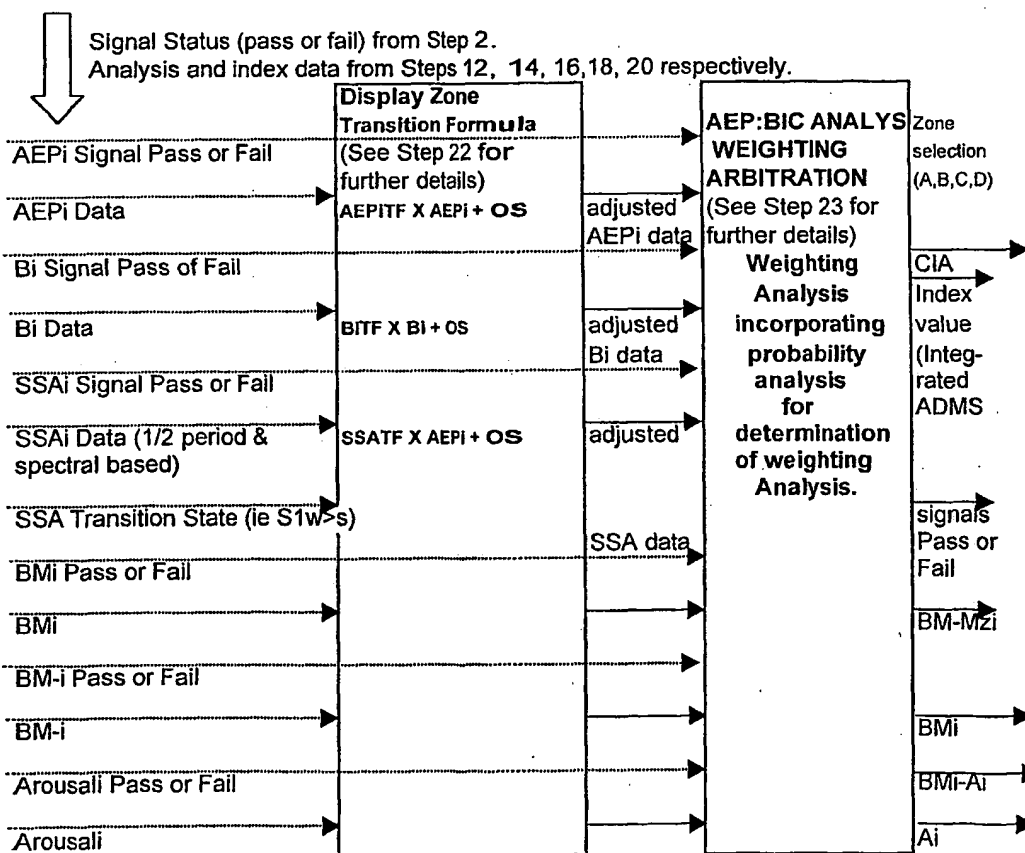 Signal Status (pass or fail) from Step 2.
Analysis and index data from Steps 12, 14, 16,18, 20 respectively.
Display Zone
Transition Formula
(See Step 22 for
further details)
AEPiTF X AEPi + OS
BITF X Bi + OS
SSATF X AEPi + OS
AEPi Signal Pass or Fail
AEPi Data
Bi Signal Pass of Fail
Bi Data
SSAi Signal Pass or Fail
SSAi Data (1/2 period &
spectral based)
SSA Transition State (ie S1w>s)
BMi Pass or Fail
BMi
BM-i Pass or Fail
BM-i
Arousali Pass or Fail
Arousali
adjusted
AEPi data
adjusted
Bi data
adjusted
SSA data
AEP:BIC ANALYS
WEIGHTING
ARBITRATION
(See Step 23 for
further details)
Weighting
Analysis
incorporating
probability
analysis
for
determination
of weighting
Analysis.
Zone
selection
(A,B,C,D)
CIA
Index
value
(Integ-
rated
ADMS
signals
Pass or
Fail
BM-Mzi
BMi
BMi-Ai
Ai